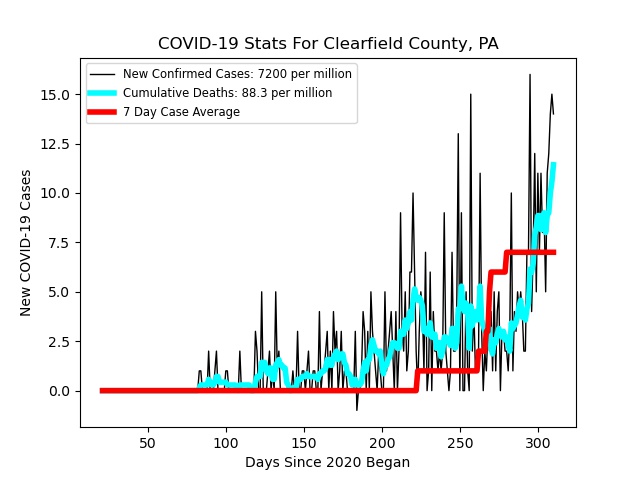 COVID-19 Stats For Clearfield County, PA
New Confirmed Cases: 7200 per million
Cumulative Deaths: 88.3 per million
7 Day Case Average
New COVID-19 Cases
15.0
12.5
10.0
7.5
5.0
2.5
0.0
50 100 150 200 250 300
Days Since 2020 Began